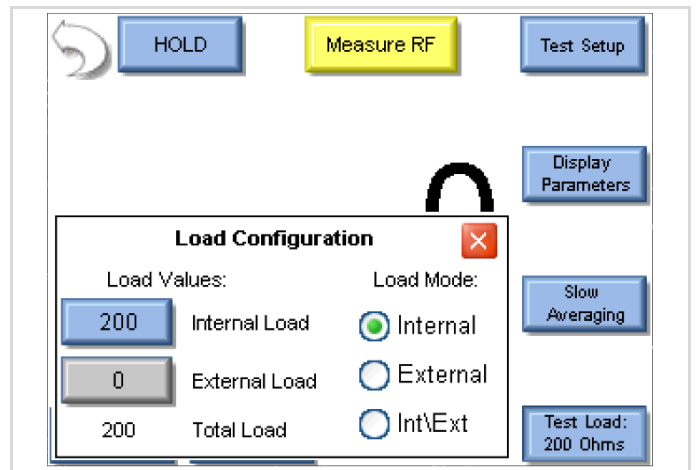 HOLD
Measure RF
Test Setup
Display
Parameters
Load Configuration
Load Values:
Load Mode:
200
Internal Load
Internal
Slow
Averaging
0
External Load
External
200
Total Load
Int\Ext
Test Load:
200 Ohms